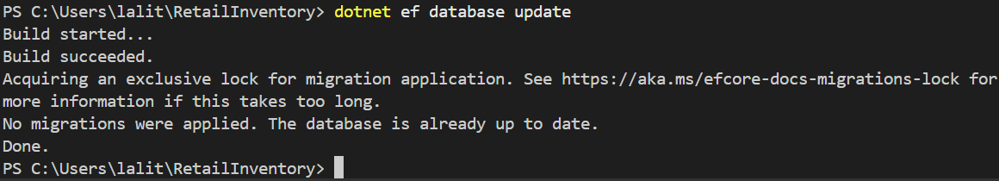 PS C:\Users\lalit\RetailInventory> dotnet ef database update
Build started...
Build succeeded.
Acquiring an exclusive lock for migration application. See https://aka.ms/efcore-docs-migrations-lock for
more information if this takes too long.
No migrations were applied. The database is already up to date.
Done.
PS C:\Users\lalit\RetailInventory>